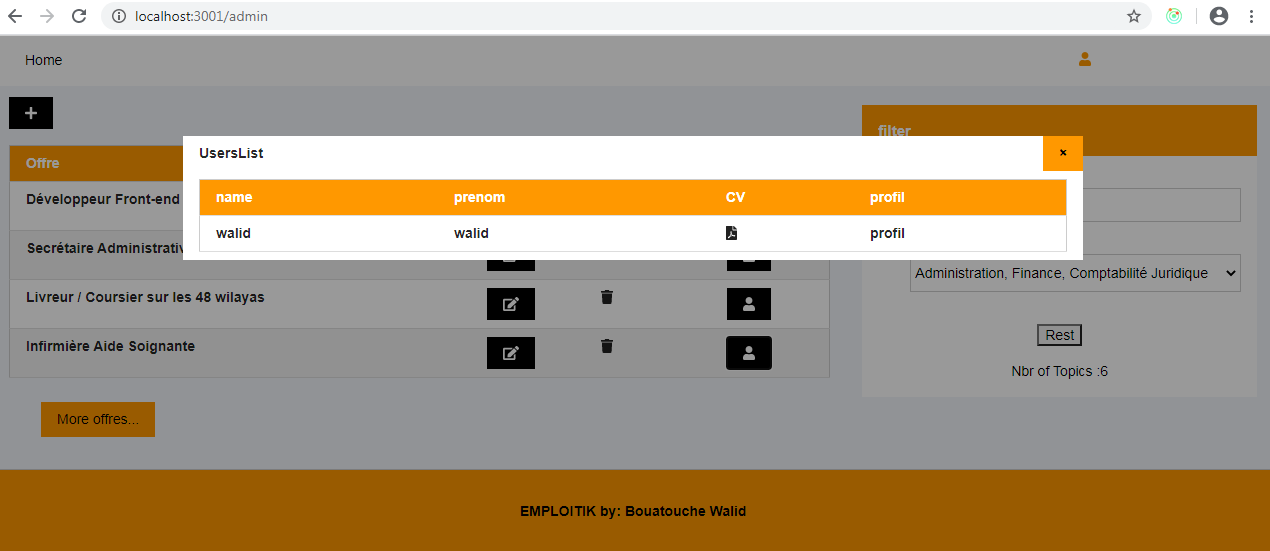 localhost:3001/admin
Home
filter
UsersList ×
Offre
name prenom CV profil
Développeur Front-end
walid walid profil
Secrétaire Administrativ
Administration, Finance, Comptabilité Juridique
Livreur / Coursier sur les 48 wilayas
Rest
Infirmière Aide Soignante
Nbr of Topics :6
More offres...
EMPLOITIK by: Bouatouche Walid